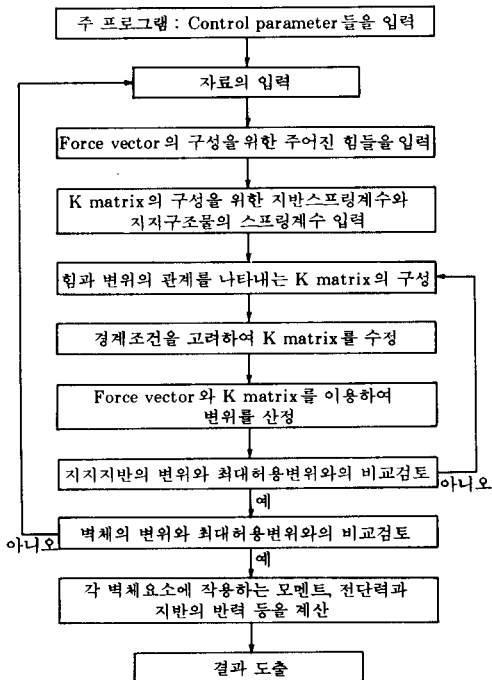 주 프로그램 : Control parameter들을 입력
자료의 입력
Force vector의 구성을위한 주어진 힘들을 입력
K matrix의 구성을 위한 지반스프링계수와
지지구조물의 스프링계수 입력
힘과 변위의 관계를 나타내는 K matrix의 구성
경계조건을 고려하여 K matrix를 수정
Force vector와 K matrix를 이용하여
변위를 산정
지지지반의 변위와 최대허용변위와의 비교검토
아니오
예
벽체의 변위와 최대허용변위와의 비교검토
아니오
예
각 벽체요소에 작용하는 모멘트, 전단력과
지반의 반력 등을 계산
결과 도출